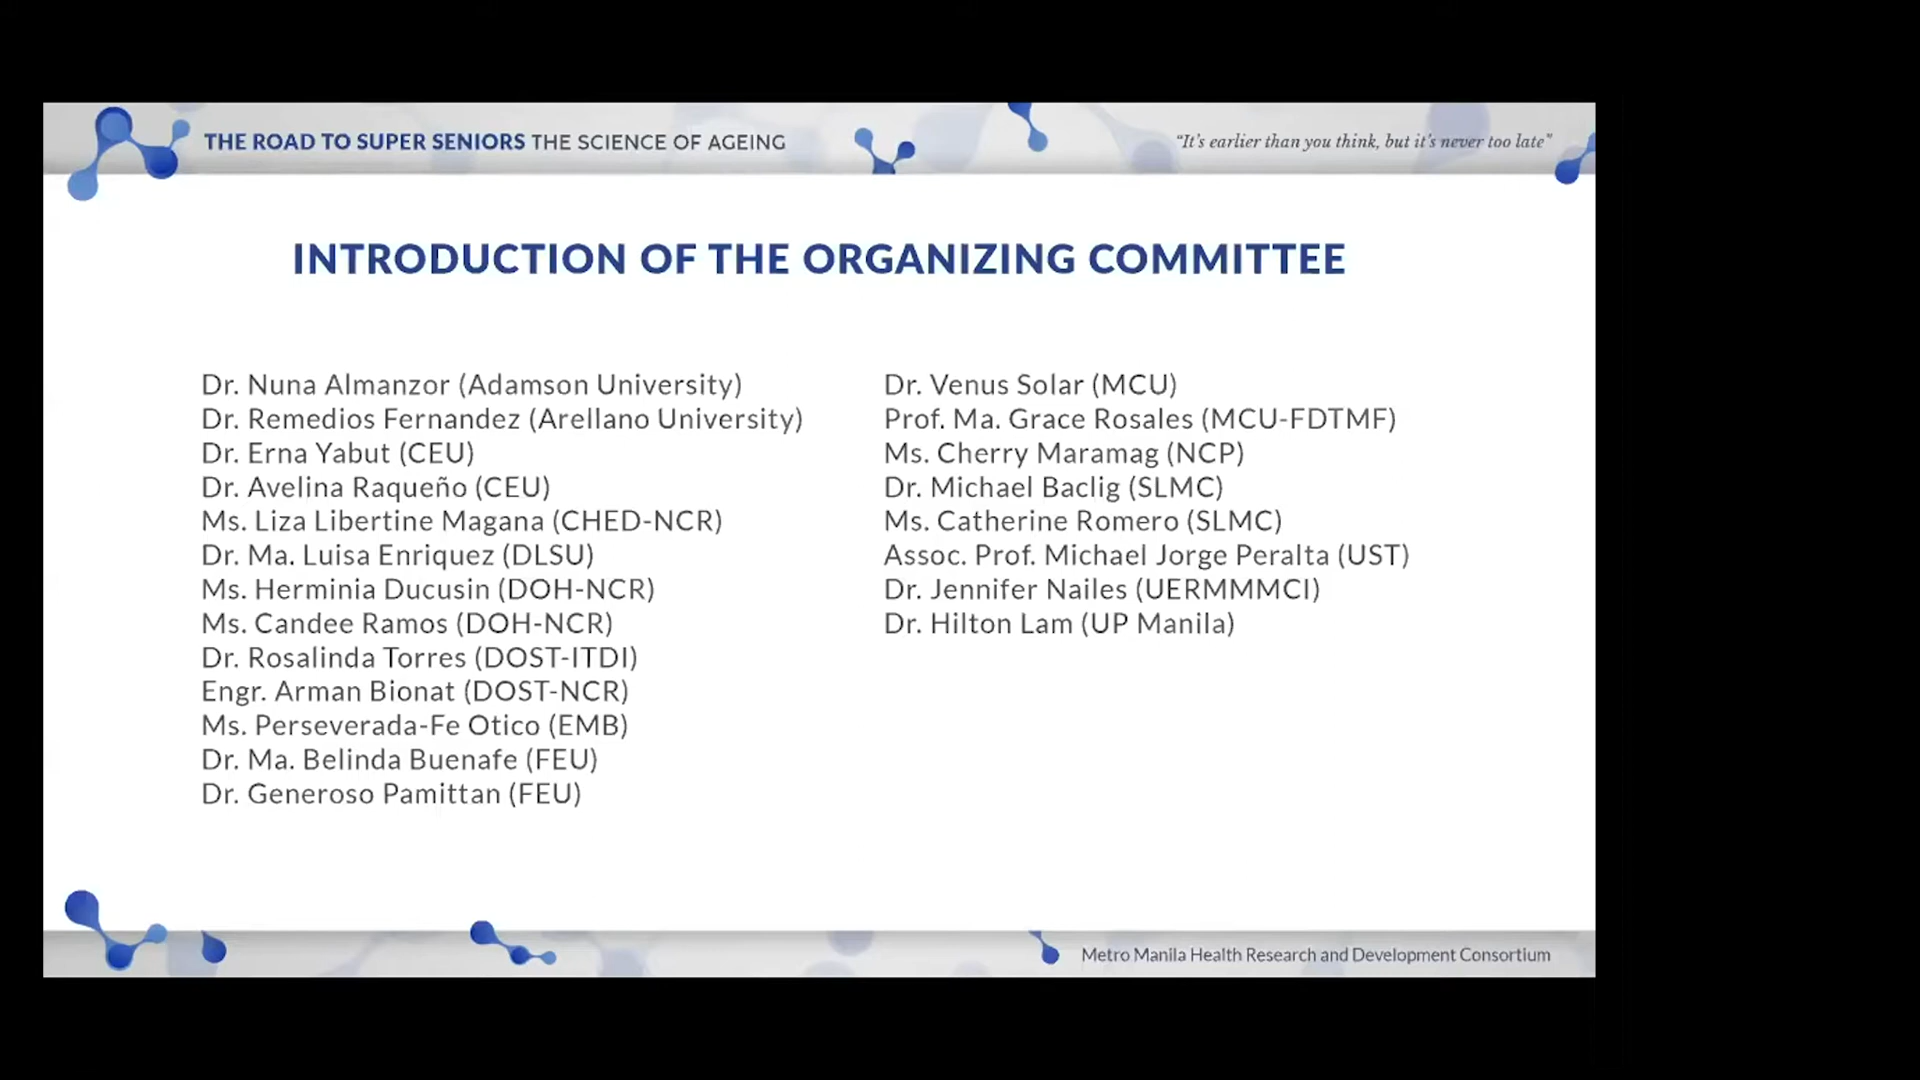 THE ROAD TO SUPER SENIORS THE SCIENCE OF AGEING
“It’s earlier than you think, but it’s never too late”
INTRODUCTION OF THE ORGANIZING COMMITTEE
Dr. Nuna Almanzor (Adamson University)
Dr. Remedios Fernandez (Arellano University)
Dr. Erna Yabut (CEU)
Dr. Avelina Raqueño (CEU)
Ms. Liza Libertine Magana (CHED-NCR)
Dr. Ma. Luisa Enriquez (DLSU)
Ms. Herminia Ducusin (DOH-NCR)
Ms. Candee Ramos (DOH-NCR)
Dr. Rosalinda Torres (DOST-ITDI)
Engr. Arman Bionat (DOST-NCR)
Ms. Perseverada-Fe Otico (EMB)
Dr. Ma. Belinda Buenafe (FEU)
Dr. Generoso Pamittan (FEU)
Dr. Venus Solar (MCU)
Prof. Ma. Grace Rosales (MCU-FDTMF)
Ms. Cherry Maramag (NCP)
Dr. Michael Baclig (SLMC)
Ms. Catherine Romero (SLMC)
Assoc. Prof. Michael Jorge Peralta (UST)
Dr. Jennifer Nailes (UERMMMCI)
Dr. Hilton Lam (UP Manila)
Metro Manila Health Research and Development Consortium